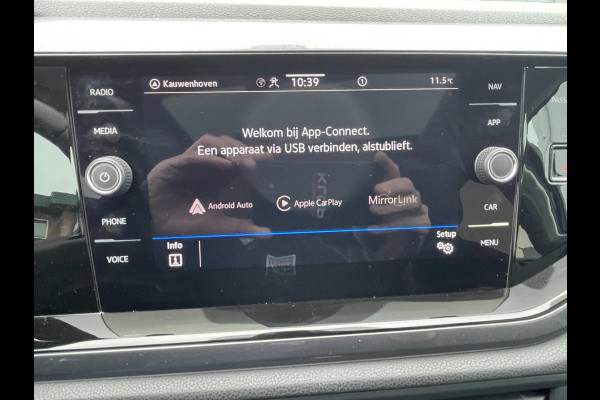 RADIO
MEDIA
PHONE
VOICE
Kauwenhoven
10:39
1
11.5°C
Welkom bij App-Connect.
Een apparaat via USB verbinden, alstublieft.
Android Auto
Apple CarPlay
MirrorLink
Info
Setup
NAV
APP
CAR
MENU